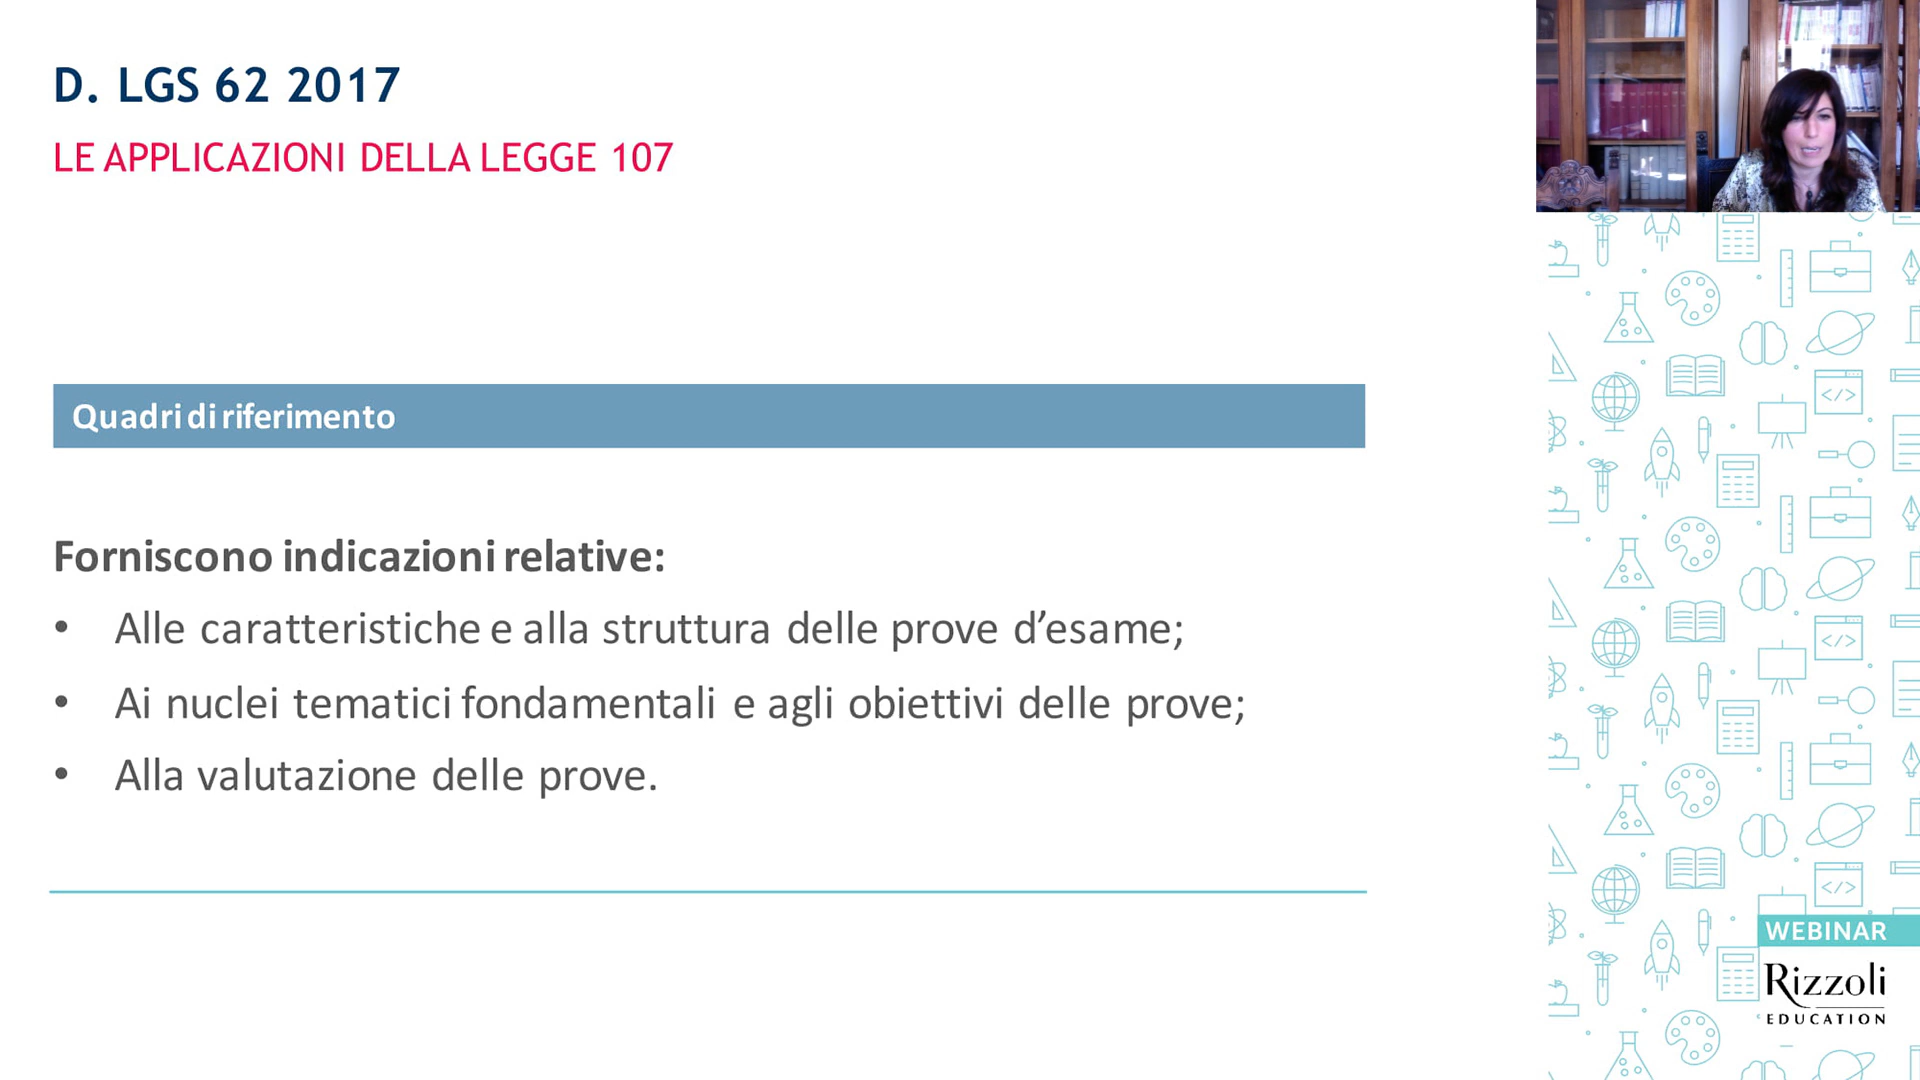 D. LGS 62 2017
LE APPLICAZIONI DELLA LEGGE 107
Quadri di riferimento
Forniscono indicazioni relative:
• Alle caratteristiche e alla struttura delle prove d’esame;
• Ai nuclei tematici fondamentali e agli obiettivi delle prove;
• Alla valutazione delle prove.
WEBINAR
Rizzoli
EDUCATION